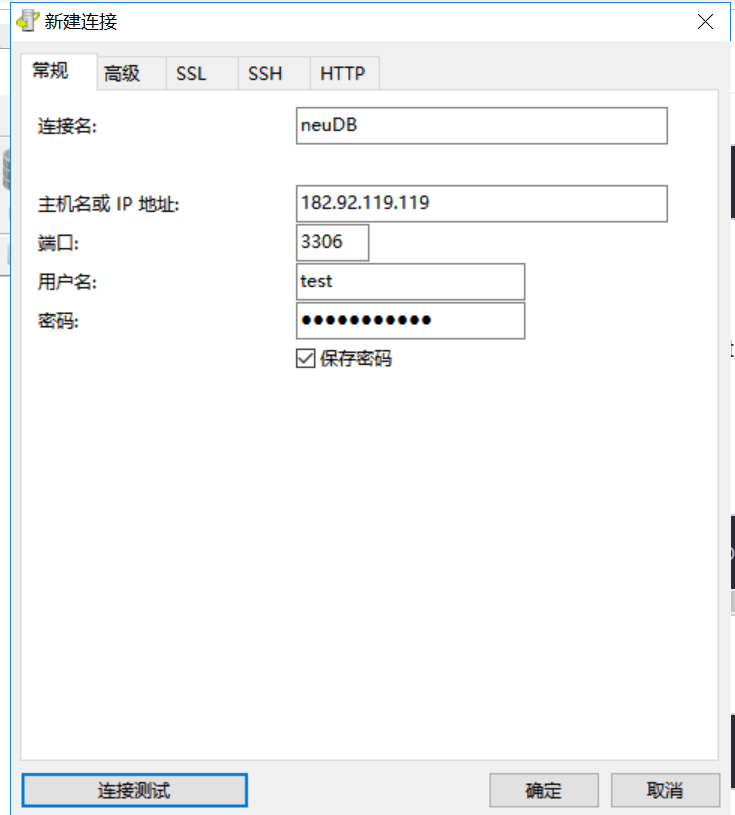 新建连接
常规 高级 SSL SSH HTTP
连接名: neuDB
主机名或 IP 地址: 182.92.119.119
端口: 3306
用户名: test
密码: ●●●●●●●●●●●
保存密码
连接测试 确定 取消